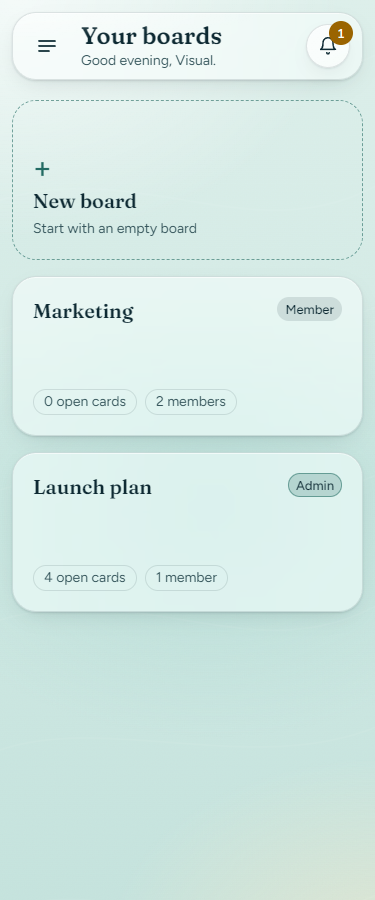 Your boards
1
Good evening, Visual.
+
New board
Start with an empty board
Marketing
Member
0 open cards
2 members
Launch plan
Admin
4 open cards
1 member